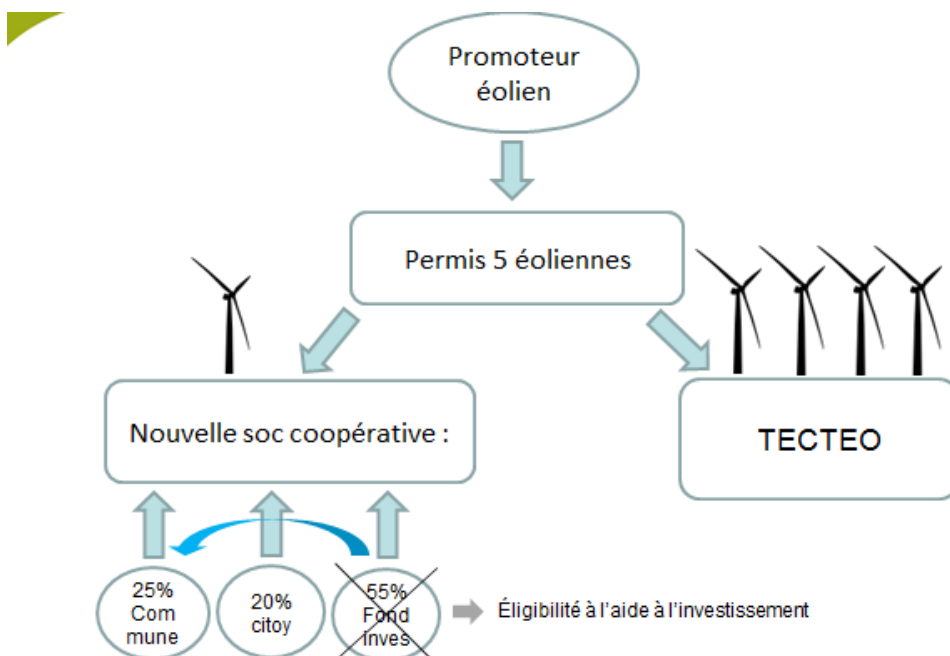 Promoteur
éolien
Permis 5 éoliennes
Nouvelle soc coopérative :
TECTEO
25%
Com
mune
20%
citoy
55%
Fond
inves
Éligibilité à l'aide à l'investissement